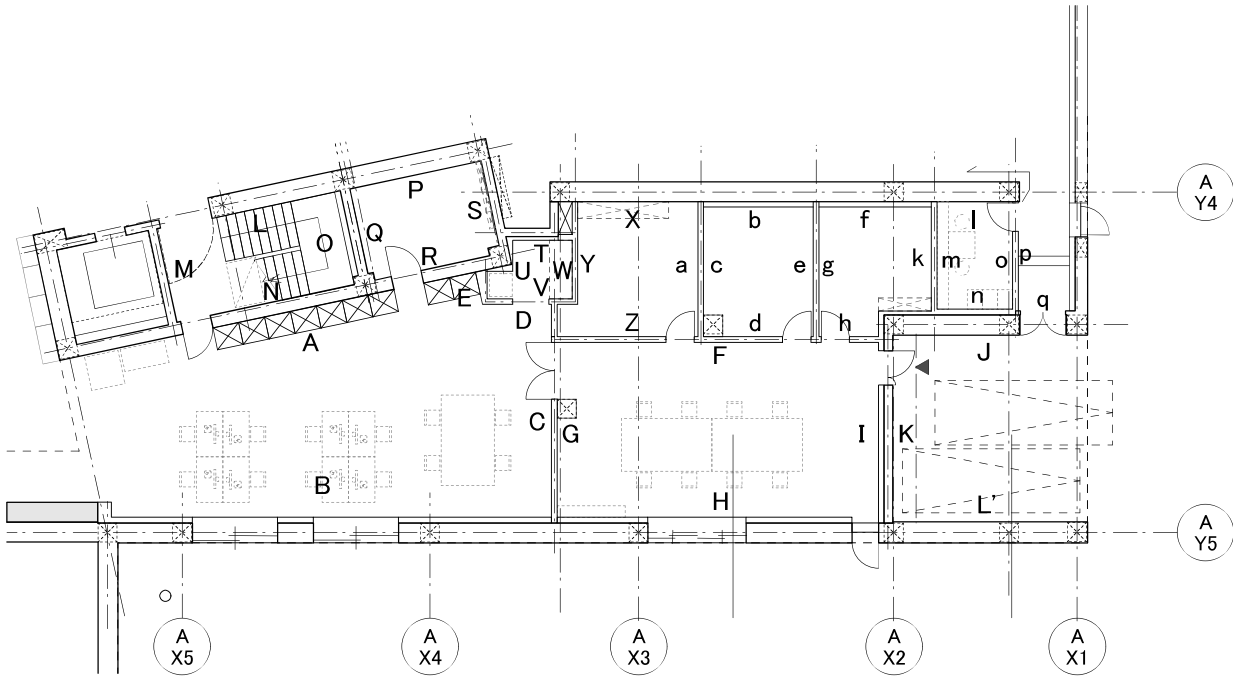 A
Y4
P
L
S
O
Q
R
M
N
X
b
f
l
T
U
W
V
Y
a
c
e
g
k
m
o
p
E
n
q
D
Z
d
h
A
F
J
C
G
I
K
B
H
L'
A
Y5
A
X5
A
X4
A
X3
A
X2
A
X1